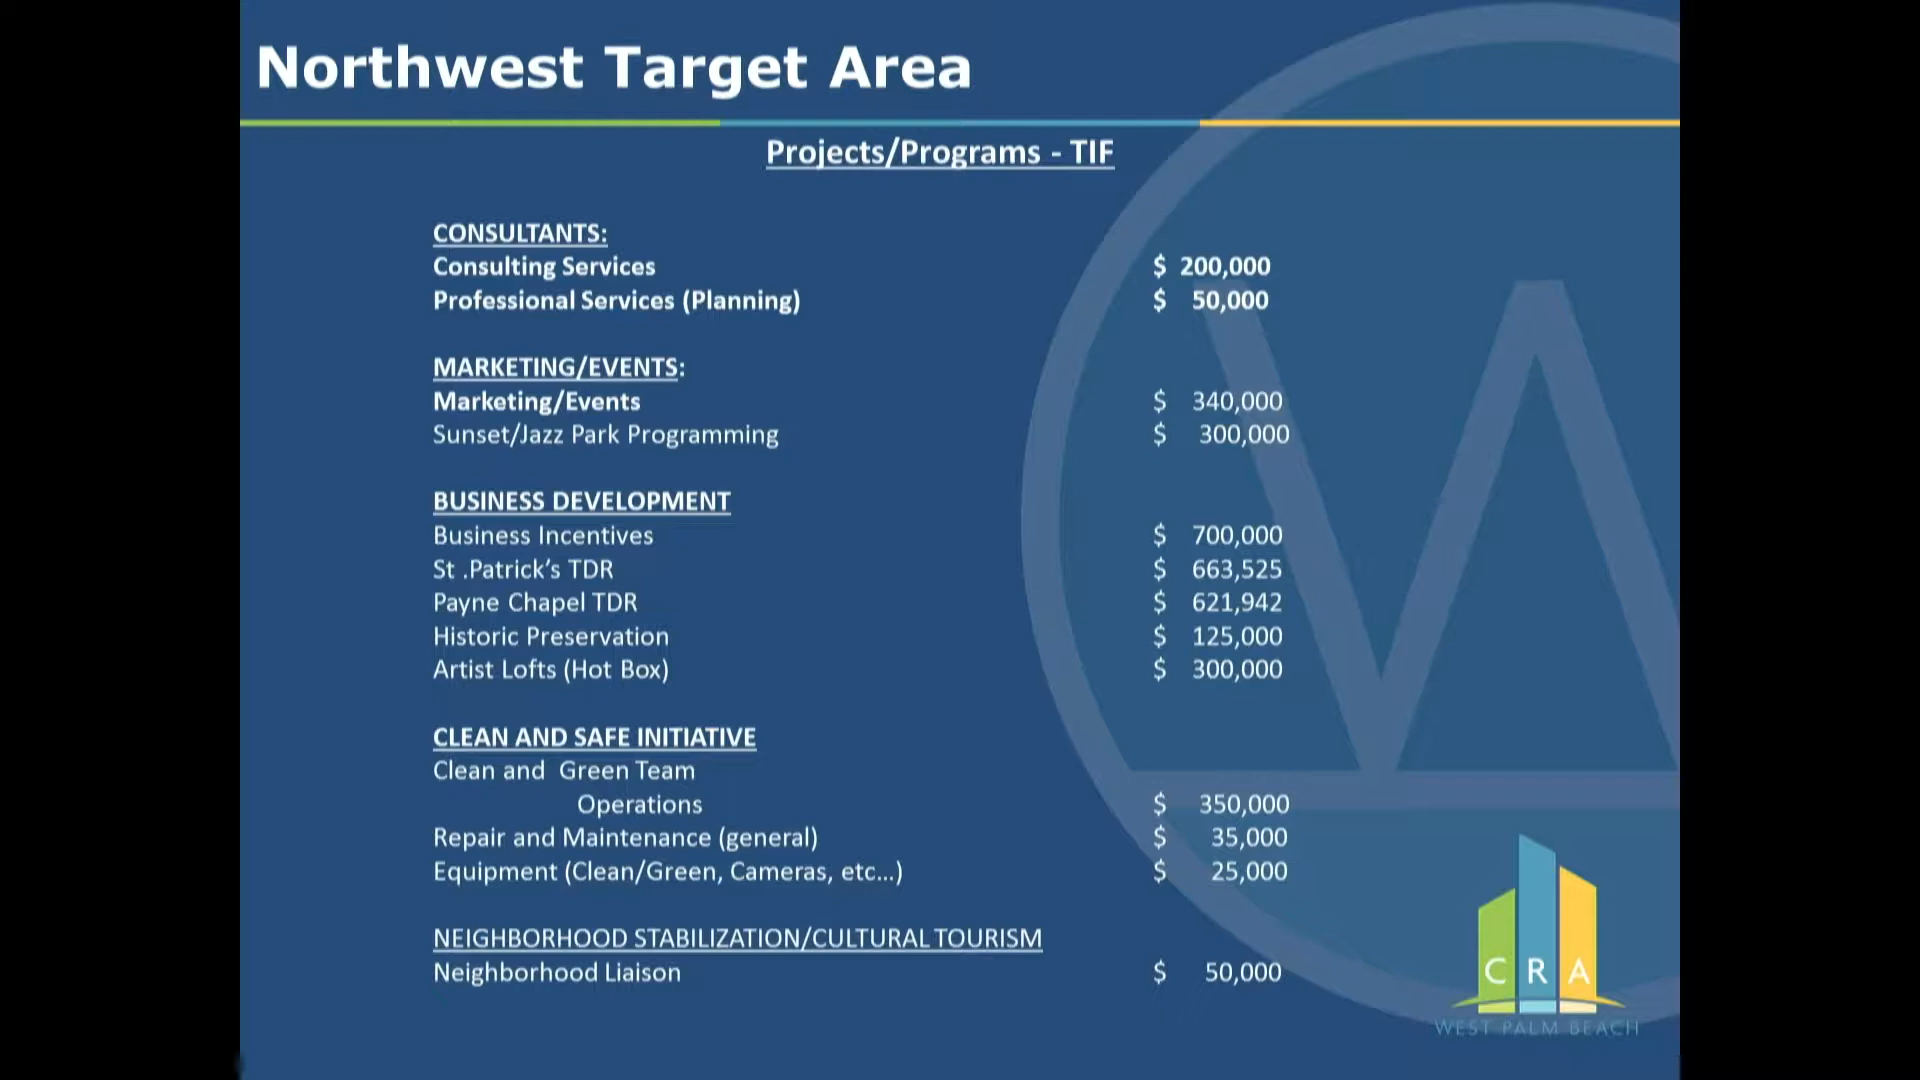 Northwest Target Area
Projects/Programs - TIF
CONSULTANTS:
Consulting Services $ 200,000
Professional Services (Planning) $ 50,000
MARKETING/EVENTS:
Marketing/Events $ 340,000
Sunset/Jazz Park Programming $ 300,000
BUSINESS DEVELOPMENT
Business Incentives $ 700,000
St .Patrick’s TDR $ 663,525
Payne Chapel TDR $ 621,942
Historic Preservation $ 125,000
Artist Lofts (Hot Box) $ 300,000
CLEAN AND SAFE INITIATIVE
Clean and Green Team
Operations $ 350,000
Repair and Maintenance (general) $ 35,000
Equipment (Clean/Green, Cameras, etc…) $ 25,000
NEIGHBORHOOD STABILIZATION/CULTURAL TOURISM
Neighborhood Liaison $ 50,000
CRA
WEST PALM BEACH